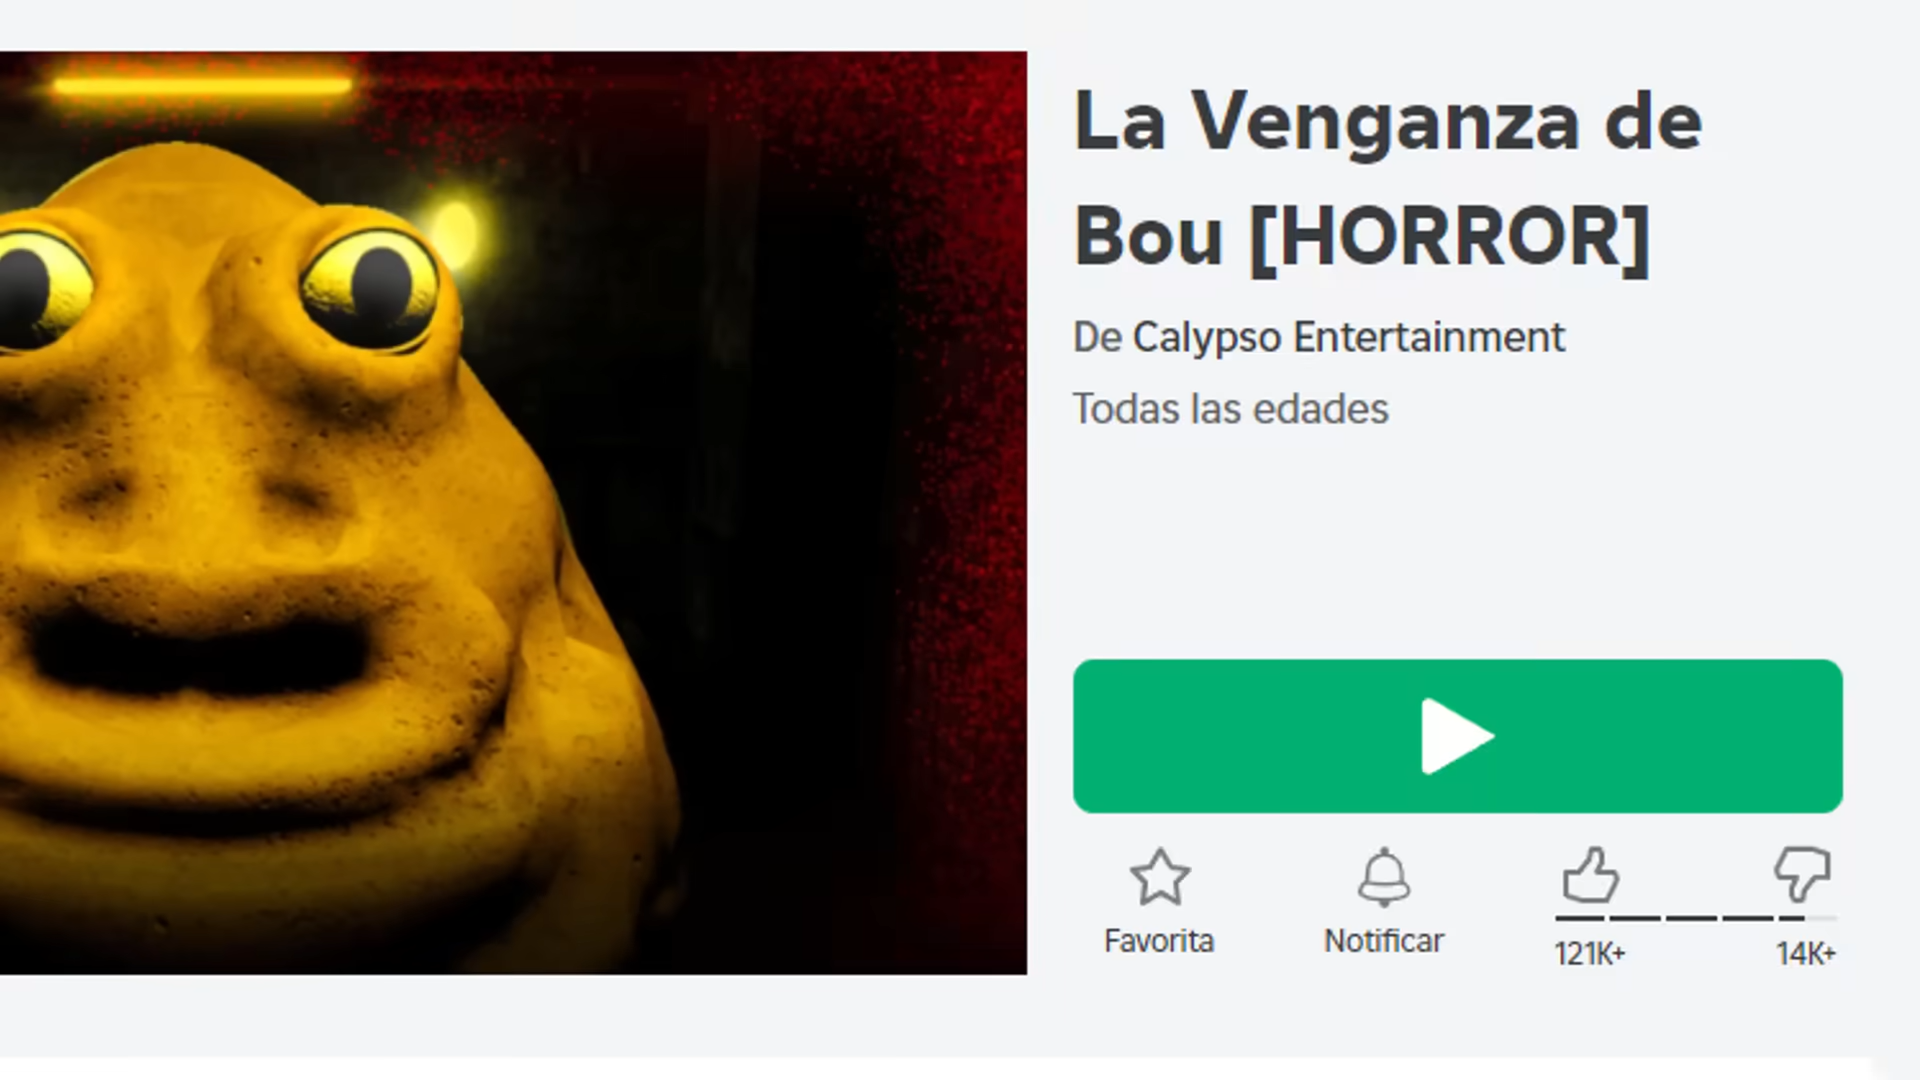 La Venganza de
Bou [HORROR]
De Calypso Entertainment
Todas las edades
Favorita
Notificar
121K+
14K+